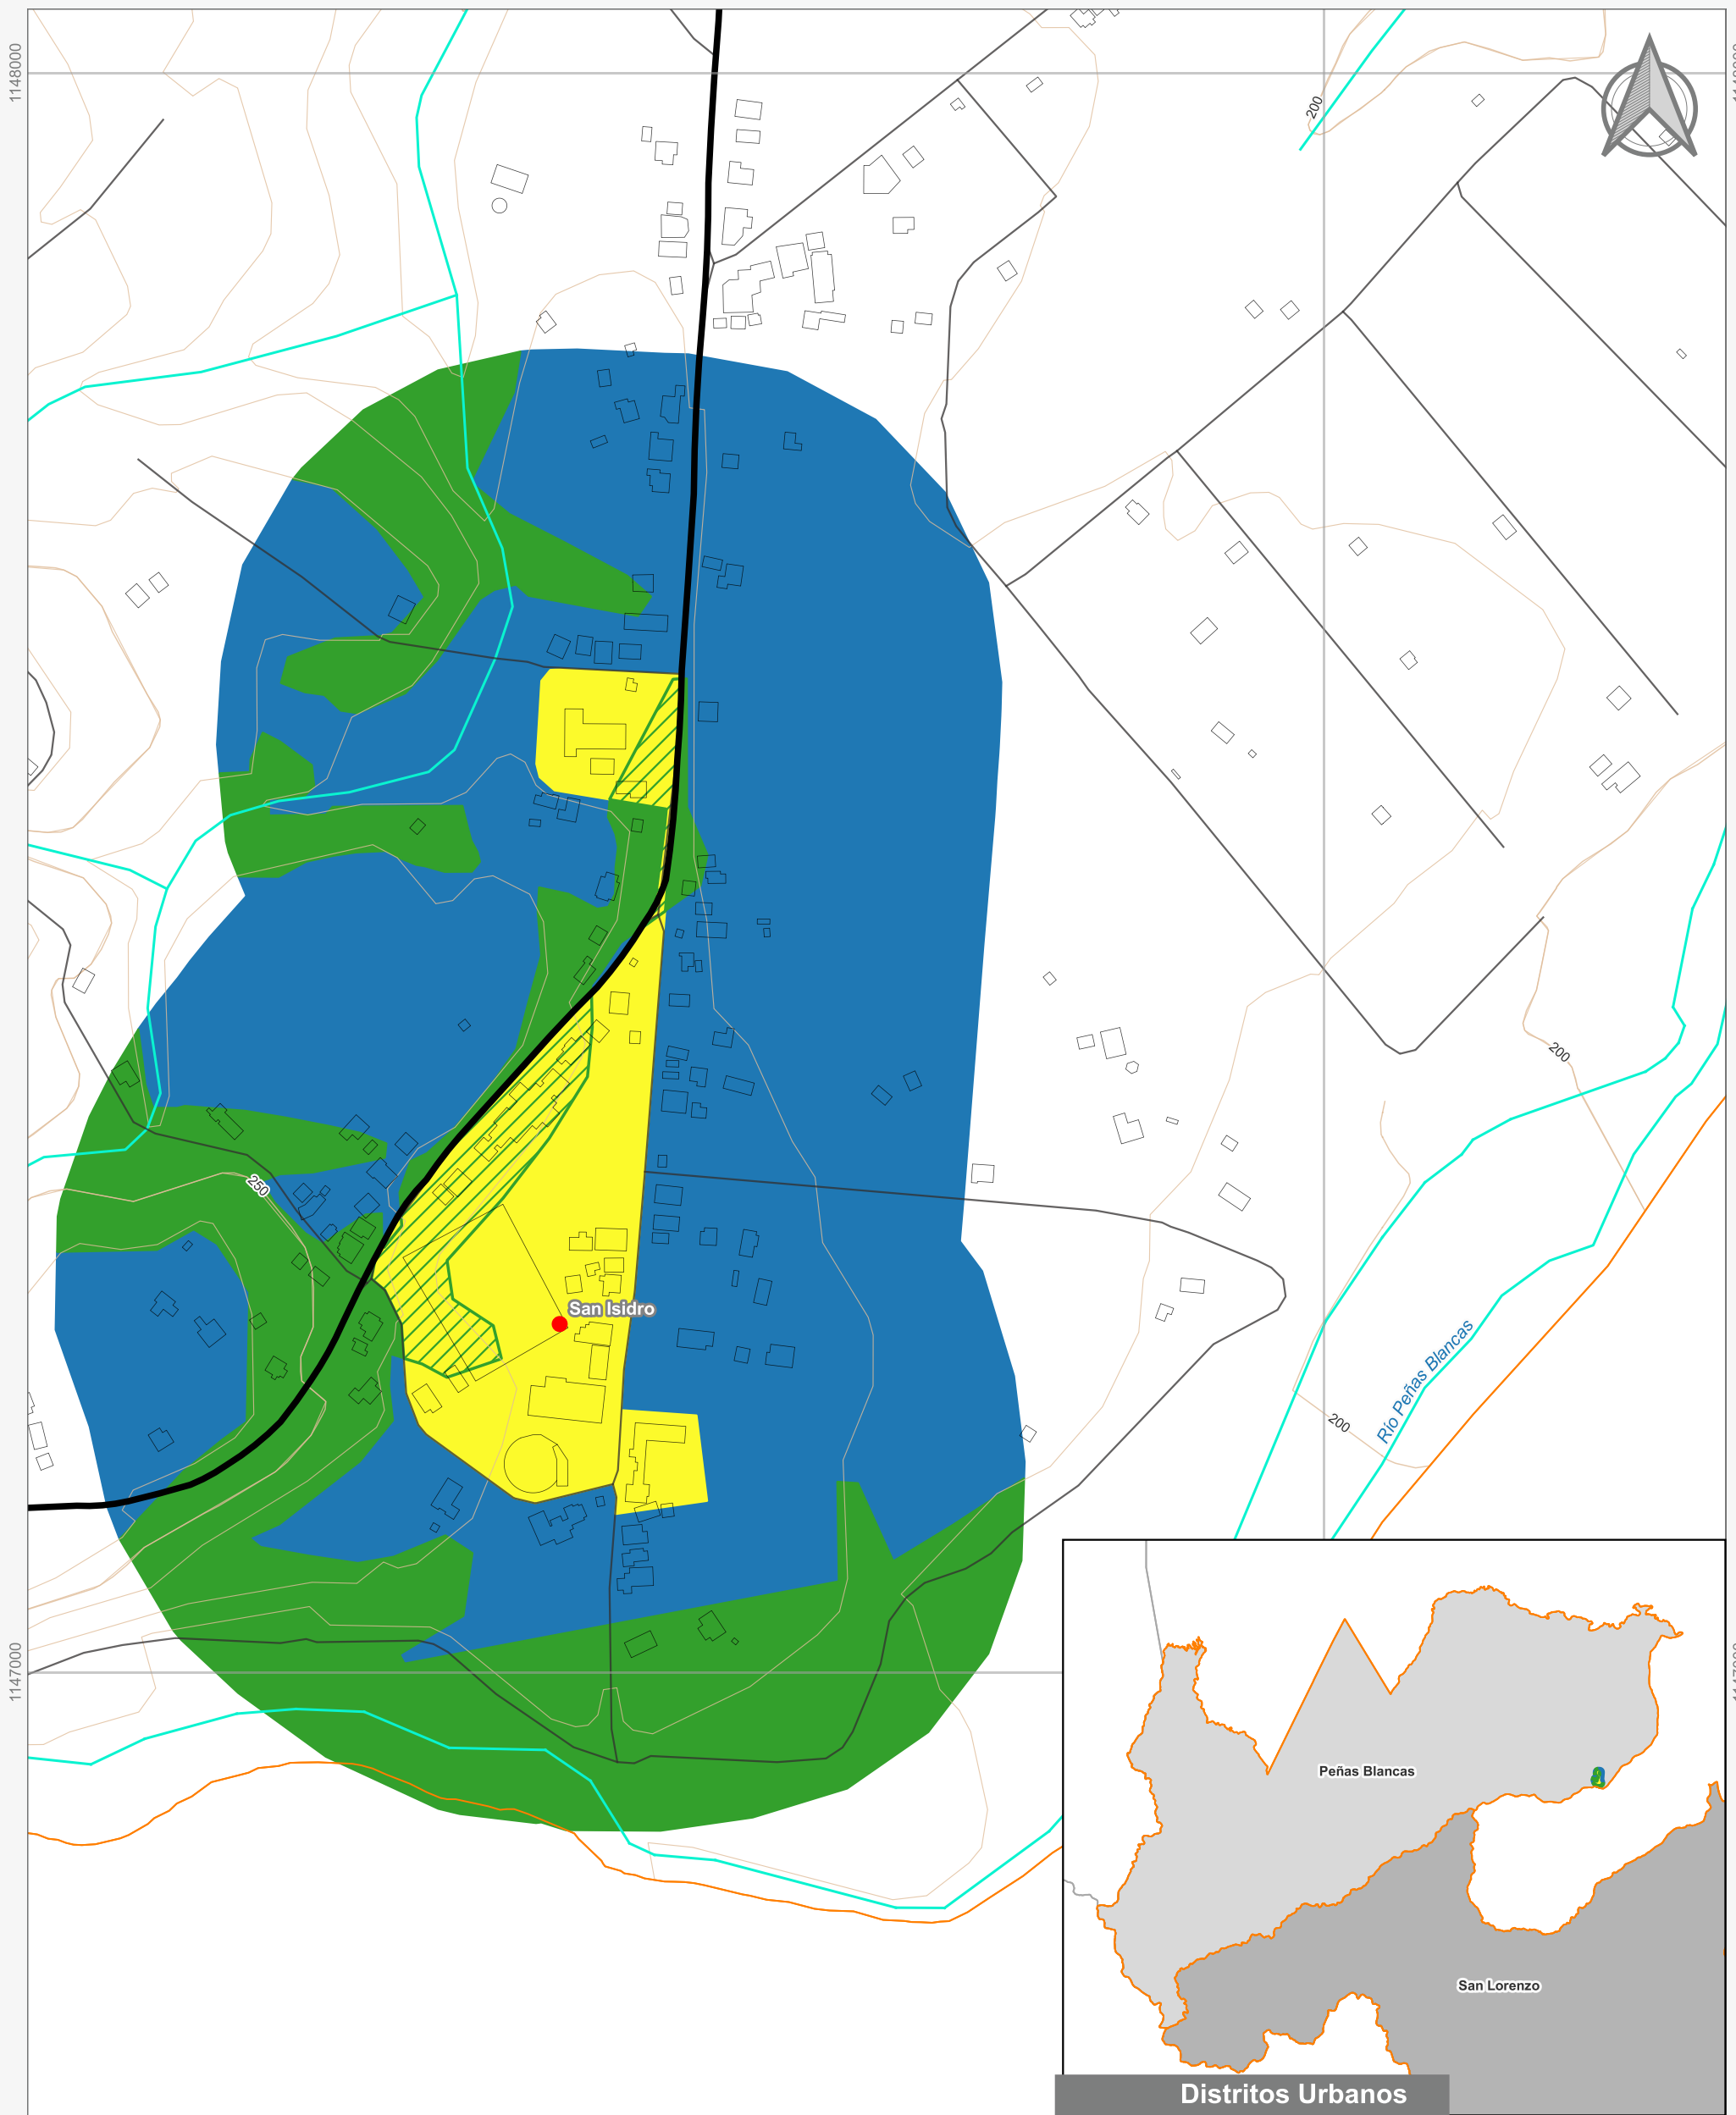 1148000
200
250
San Isidro
200
200
Río Peñas Blancas
1147000
Peñas Blancas
San Lorenzo
Distritos Urbanos